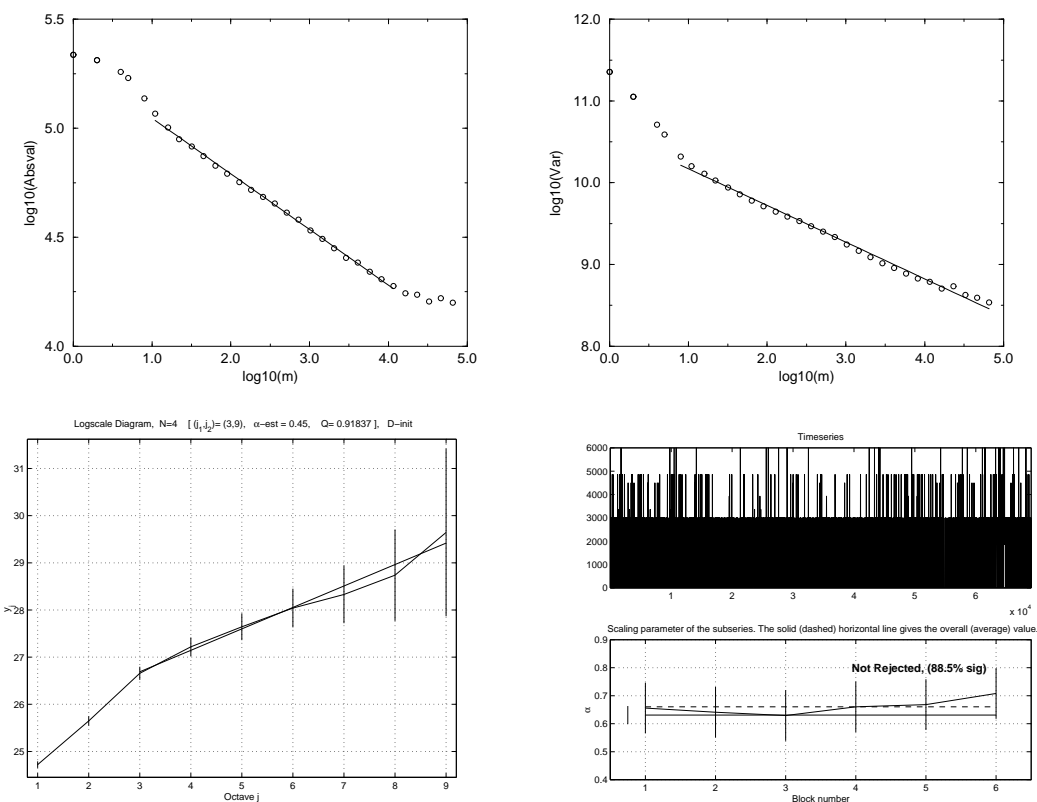 5.5
5.0
4.5
4.0
log10(Absval)
0.0 1.0 2.0 3.0 4.0 5.0
log10(m)
12.0
11.0
10.0
9.0
8.0
log10(Var)
0.0 1.0 2.0 3.0 4.0 5.0
log10(m)
Logscale Diagram, N=4 [ (j1,j2)= (3,9), α−est = 0.45, Q= 0.91837 ], D−init
31
30
29
28
27
26
25
yj
1 2 3 4 5 6 7 8 9
Octave j
Timeseries
6000
5000
4000
3000
2000
1000
0
1 2 3 4 5 6
x 10^4
Scaling parameter of the subseries. The solid (dashed) horizontal line gives the overall (average) value.
0.9
0.8
0.7
0.6
0.5
0.4
α
Not Rejected, (88.5% sig)
1 2 3 4 5 6
Block number